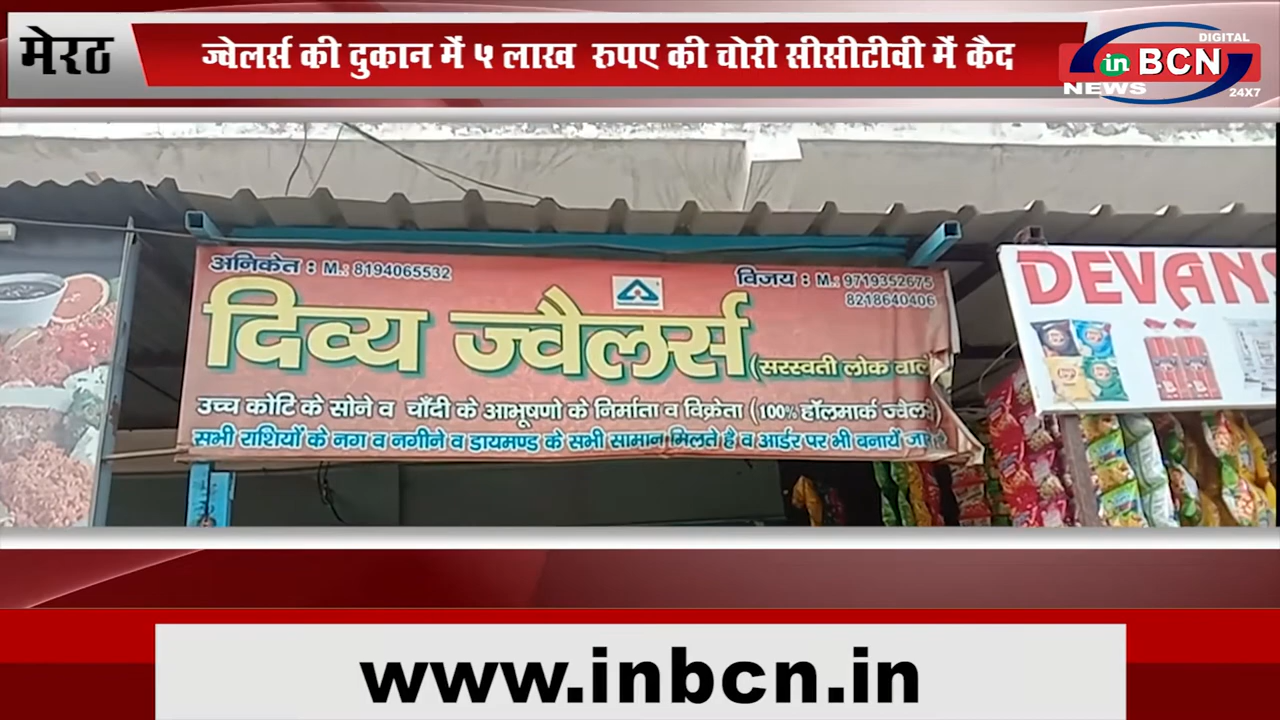 मेरठ
ज्वेलर्स की दुकान में ५ लाख रुपए की चोरी सीसीटीवी में कैद
DIGITAL
in BCN
NEWS
24X7
अनिकेत : M.: 8194065532
विजय : M.: 9719352675
8218640406
दिव्य ज्वैलर्स
(सरस्वती लोक वाले
उच्च कोटि के सोने व चाँदी के आभूषणो के निर्माता व विक्रेता (100% हॉलमार्क
सभी राशियों के नग व नगीने व डायमण्ड के सभी सामान मिलते है व आर्डर पर भी बनायें
DEVANS
www.inbcn.in